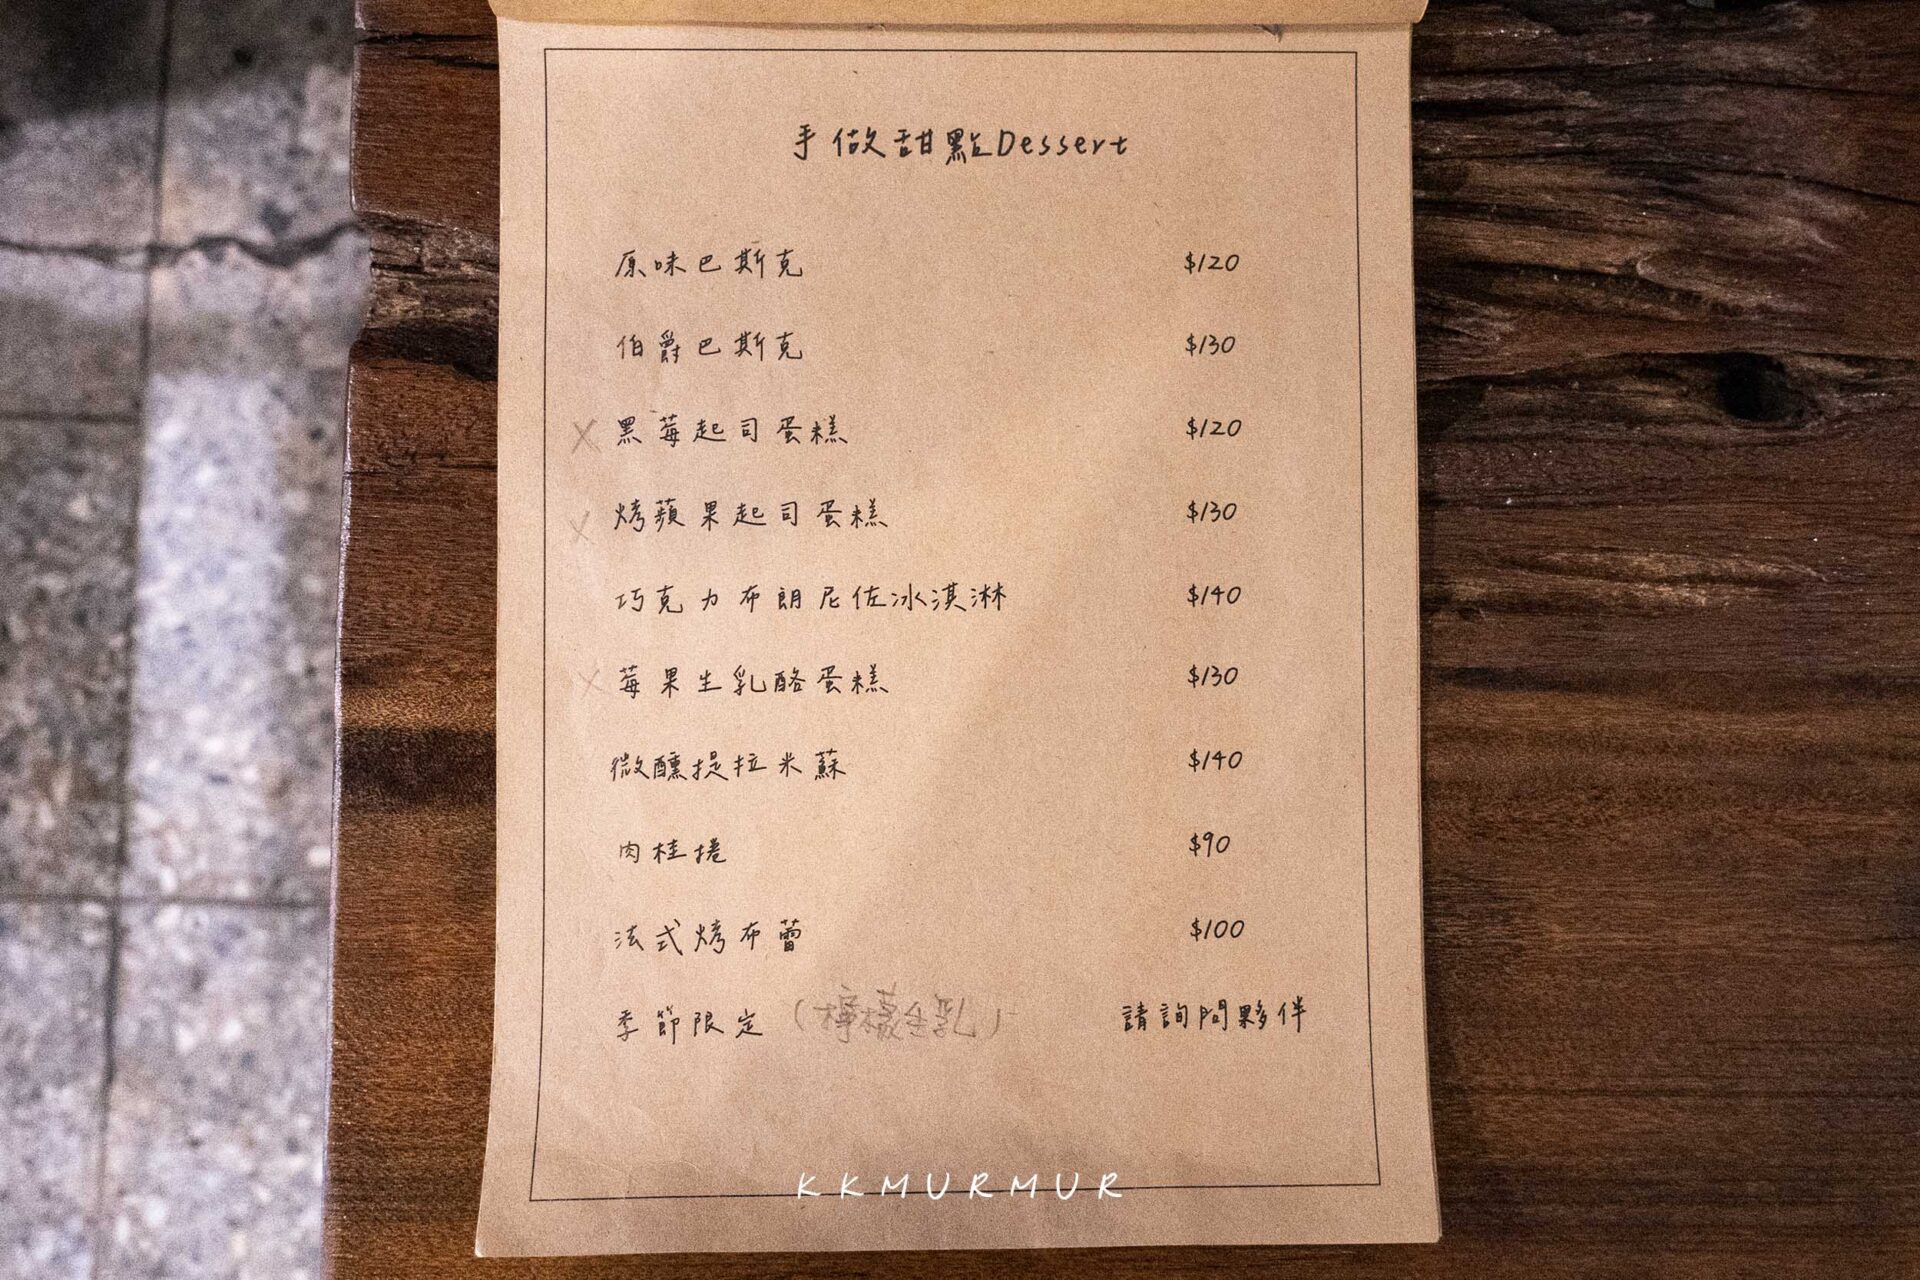 手做甜點Dessert
原味巴斯克 $120
伯爵巴斯克 $130
X 黑莓起司蛋糕 $120
X 烤蘋果起司蛋糕 $130
巧克力布朗尼佐冰淇淋 $140
X 莓果生乳酪蛋糕 $130
微醺提拉米蘇 $140
肉桂捲 $90
法式烤布蕾 $100
季節限定 (檸檬生乳) 請詢問夥伴
KKMURMUR